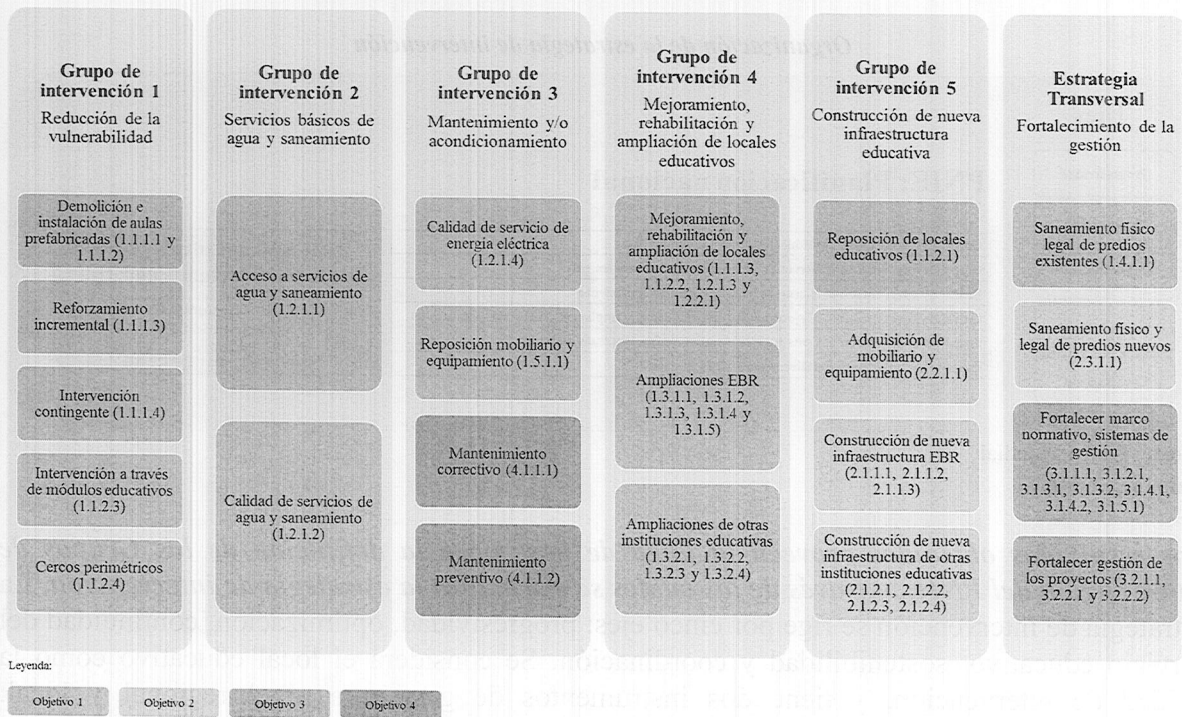 Grupo de
intervención 1
Reducción de la
vulnerabilidad
Demolición e
instalación de aulas
prefabricadas (1.1.1.1 y
1.1.1.2)
Reforzamiento
incremental (1.1.1.3)
Intervención
contingente (1.1.1.4)
Intervención a través
de módulos educativos
(1.1.2.3)
Cercos perimétricos
(1.1.2.4)
Grupo de
intervención 2
Servicios básicos de
agua y saneamiento
Acceso a servicios de
agua y saneamiento
(1.2.1.1)
Calidad de servicios de
agua y saneamiento
(1.2.1.2)
Grupo de
intervención 3
Mantenimiento y/o
acondicionamiento
Calidad de servicio de
energía eléctrica
(1.2.1.4)
Reposición mobiliario y
equipamiento (1.5.1.1)
Mantenimiento
correctivo (4.1.1.1)
Mantenimiento
preventivo (4.1.1.2)
Grupo de
intervención 4
Mejoramiento,
rehabilitación y
ampliación de locales
educativos
Mejoramiento,
rehabilitación y
ampliación de locales
educativos (1.1.1.3,
1.1.2.2, 1.2.1.3 y
1.2.2.1)
Ampliaciones EBR
(1.3.1.1, 1.3.1.2,
1.3.1.3, 1.3.1.4 y
1.3.1.5)
Ampliaciones de otras
instituciones educativas
(1.3.2.1, 1.3.2.2,
1.3.2.3 y 1.3.2.4)
Grupo de
intervención 5
Construcción de nueva
infraestructura
educativa
Reposición de locales
educativos (1.1.2.1)
Adquisición de
mobiliario y
equipamiento (2.2.1.1)
Construcción de nueva
infraestructura EBR
(2.1.1.1, 2.1.1.2,
2.1.1.3)
Construcción de nueva
infraestructura de otras
instituciones educativas
(2.1.2.1, 2.1.2.2,
2.1.2.3, 2.1.2.4)
Estrategia
Transversal
Fortalecimiento de la
gestión
Saneamiento físico
legal de predios
existentes (1.4.1.1)
Saneamiento físico y
legal de predios nuevos
(2.3.1.1)
Fortalecer marco
normativo, sistemas de
gestión
(3.1.1.1, 3.1.2.1,
3.1.3.1, 3.1.3.2, 3.1.4.1,
3.1.4.2, 3.1.5.1)
Fortalecer gestión de
los proyectos (3.2.1.1,
3.2.2.1 y 3.2.2.2)
Leyenda:
Objetivo 1
Objetivo 2
Objetivo 3
Objetivo 4